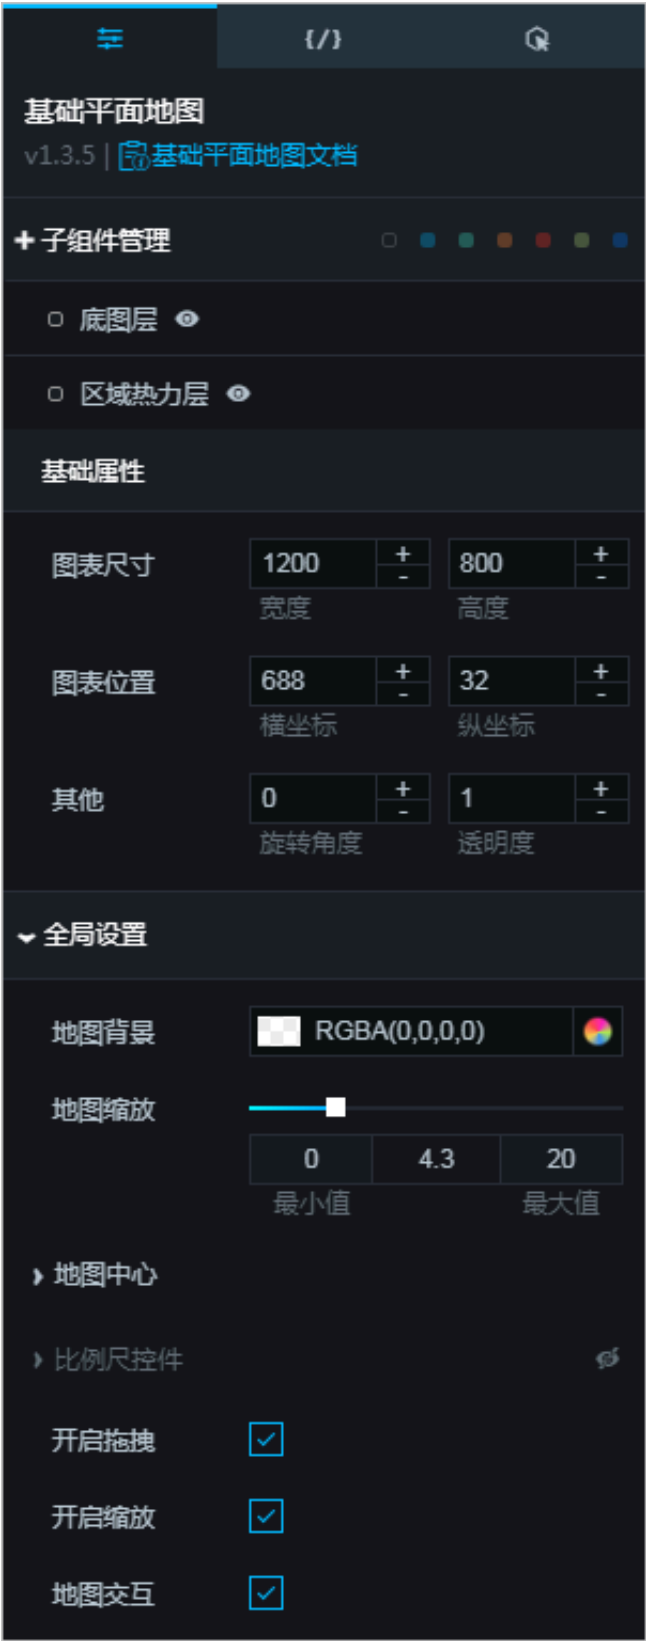 {/}
基础平面地图
v1.3.5 | 基础平面地图文档
+ 子组件管理
底图层
区域热力层
基础属性
图表尺寸 1200 + - 800 + -
宽度 高度
图表位置 688 + - 32 + -
横坐标 纵坐标
其他 0 + - 1 + -
旋转角度 透明度
全局设置
地图背景 RGBA(0,0,0,0)
地图缩放
0 4.3 20
最小值 最大值
地图中心
比例尺控件
开启拖拽
开启缩放
地图交互